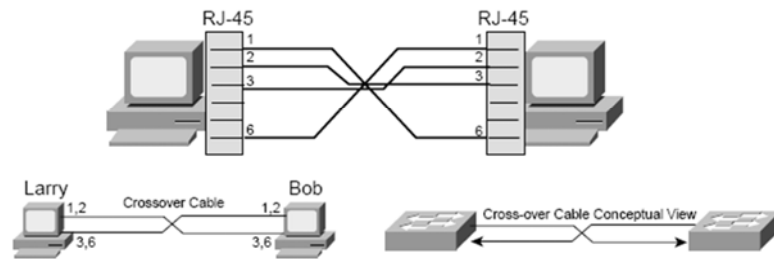 RJ-45 RJ-45
1 1
2 2
3 3
6 6
Larry Bob
Crossover Cable
1,2 1,2
3,6 3,6
Cross-over Cable Conceptual View